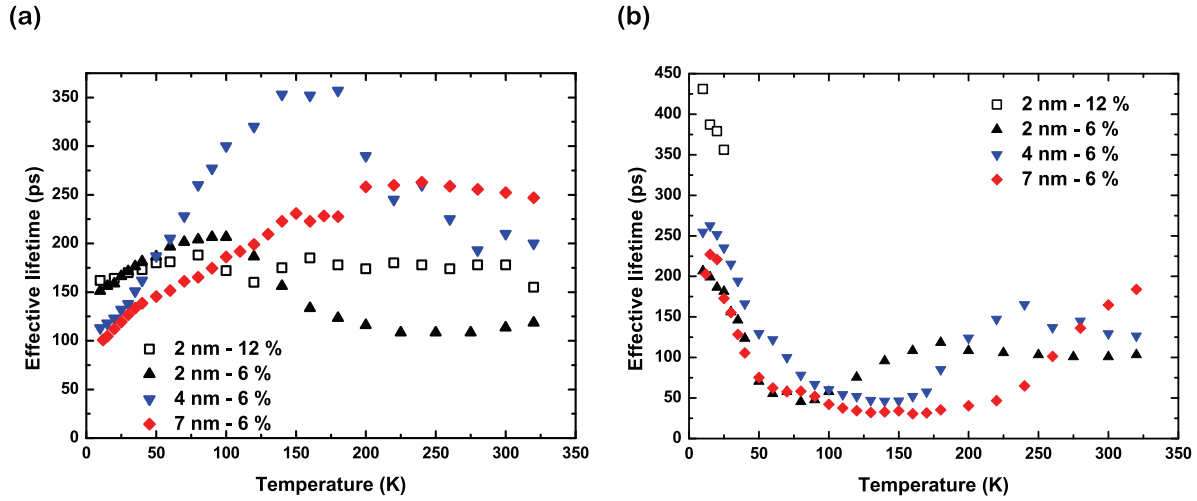 (a)
(b)
Effective lifetime (ps)
350
300
250
200
150
100
50
0
0 50 100 150 200 250 300 350
Temperature (K)
2 nm - 12 %
2 nm - 6 %
4 nm - 6 %
7 nm - 6 %
Effective lifetime (ps)
450
400
350
300
250
200
150
100
50
0
0 50 100 150 200 250 300 350
Temperature (K)
2 nm - 12 %
2 nm - 6 %
4 nm - 6 %
7 nm - 6 %